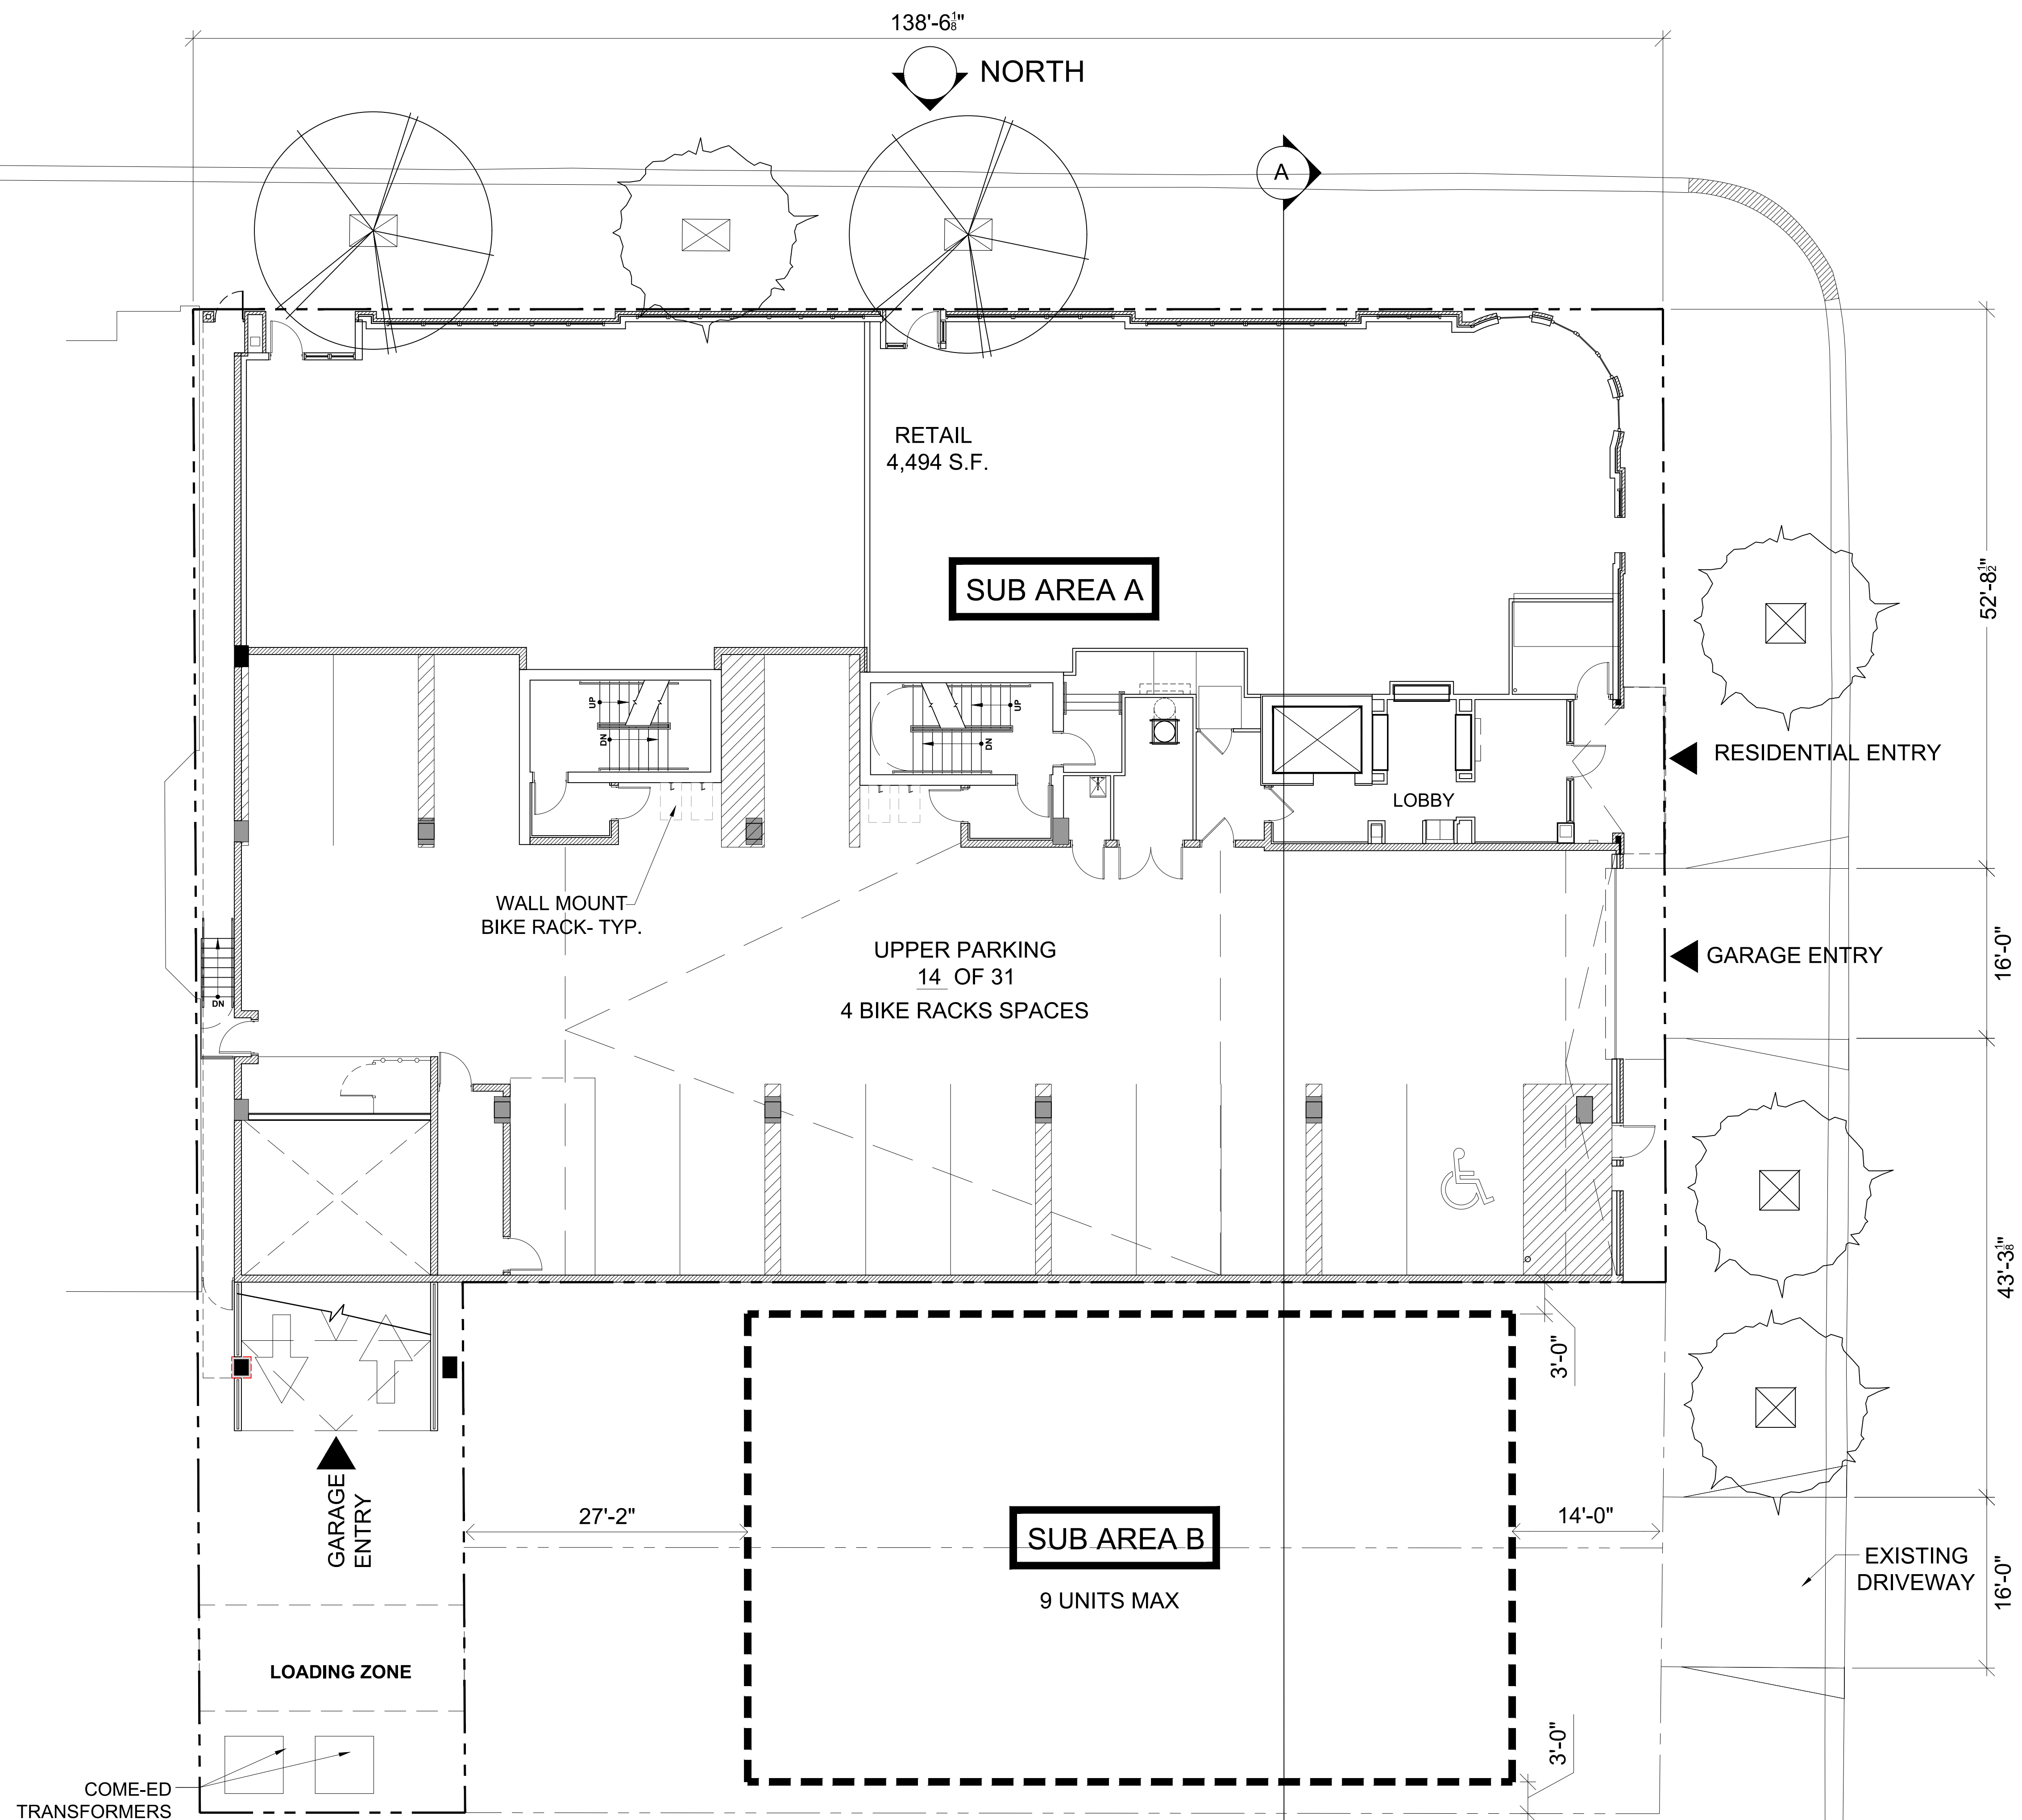 138'-6⅛"
NORTH
A
RETAIL
4,494 S.F.
SUB AREA A
52'-8½"
UP
DN
UP
DN
RESIDENTIAL ENTRY
LOBBY
WALL MOUNT
BIKE RACK- TYP.
UPPER PARKING
14 OF 31
4 BIKE RACKS SPACES
GARAGE ENTRY
16'-0"
DN
43'-3⅛"
3'-0"
GARAGE
ENTRY
27'-2"
SUB AREA B
14'-0"
9 UNITS MAX
EXISTING
DRIVEWAY
16'-0"
LOADING ZONE
3'-0"
COME-ED
TRANSFORMERS